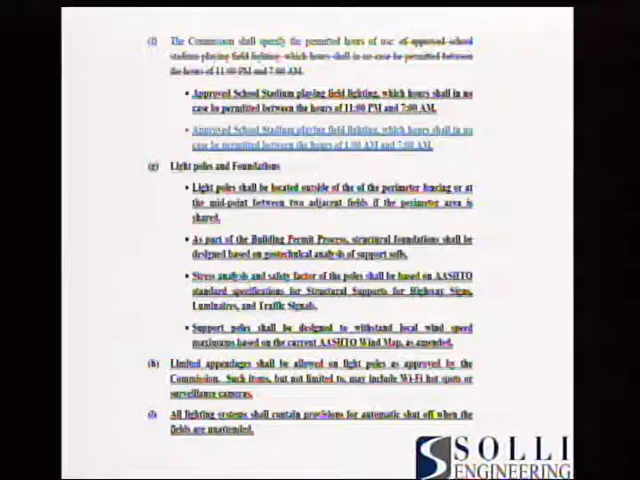 (f) The Commission shall specify the permitted hours of use of approved school
stadium playing field lighting, which hours shall in no case be permitted between
the hours of 11:00 PM and 7:00 AM.
• Approved School Stadium playing field lighting, which hours shall in no
case be permitted between the hours of 11:00 PM and 7:00 AM.
• Approved School Stadium playing field lighting, which hours shall in no
case be permitted between the hours of 1:00 AM and 7:00 AM.
(g) Light poles and Foundations
• Light poles shall be located outside of the of the perimeter fencing or at
the mid-point between two adjacent fields if the perimeter area is
shared.
• As part of the Building Permit Process, structural foundations shall be
designed based on geotechnical analysis of support soils.
• Stress analysis and safety factor of the poles shall be based on AASHTO
standard specifications for Structural Supports for Highway Signs,
Luminaires, and Traffic Signals.
• Support poles shall be designed to withstand local wind speed
maximums based on the current AASHTO Wind Map, as amended.
(h) Limited appendages shall be allowed on light poles as approved by the
Commission. Such items, but not limited to, may include Wi-Fi hot spots or
surveillance cameras.
(i) All lighting systems shall contain provisions for automatic shut off when the
fields are unattended.
SOLLI
ENGINEERING